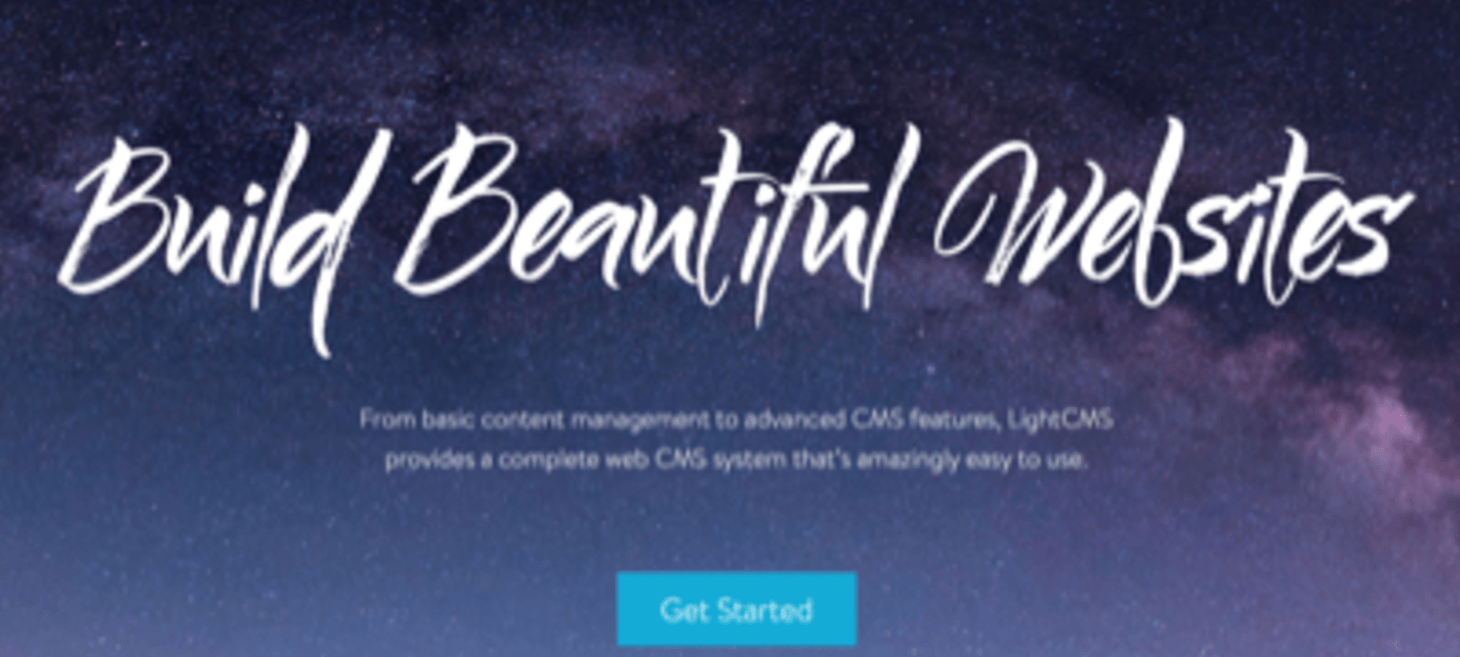 Build Beautiful Websites
From basic content management to advanced CMS features, LightCMS
provides a complete web CMS system that's amazingly easy to use.
Get Started